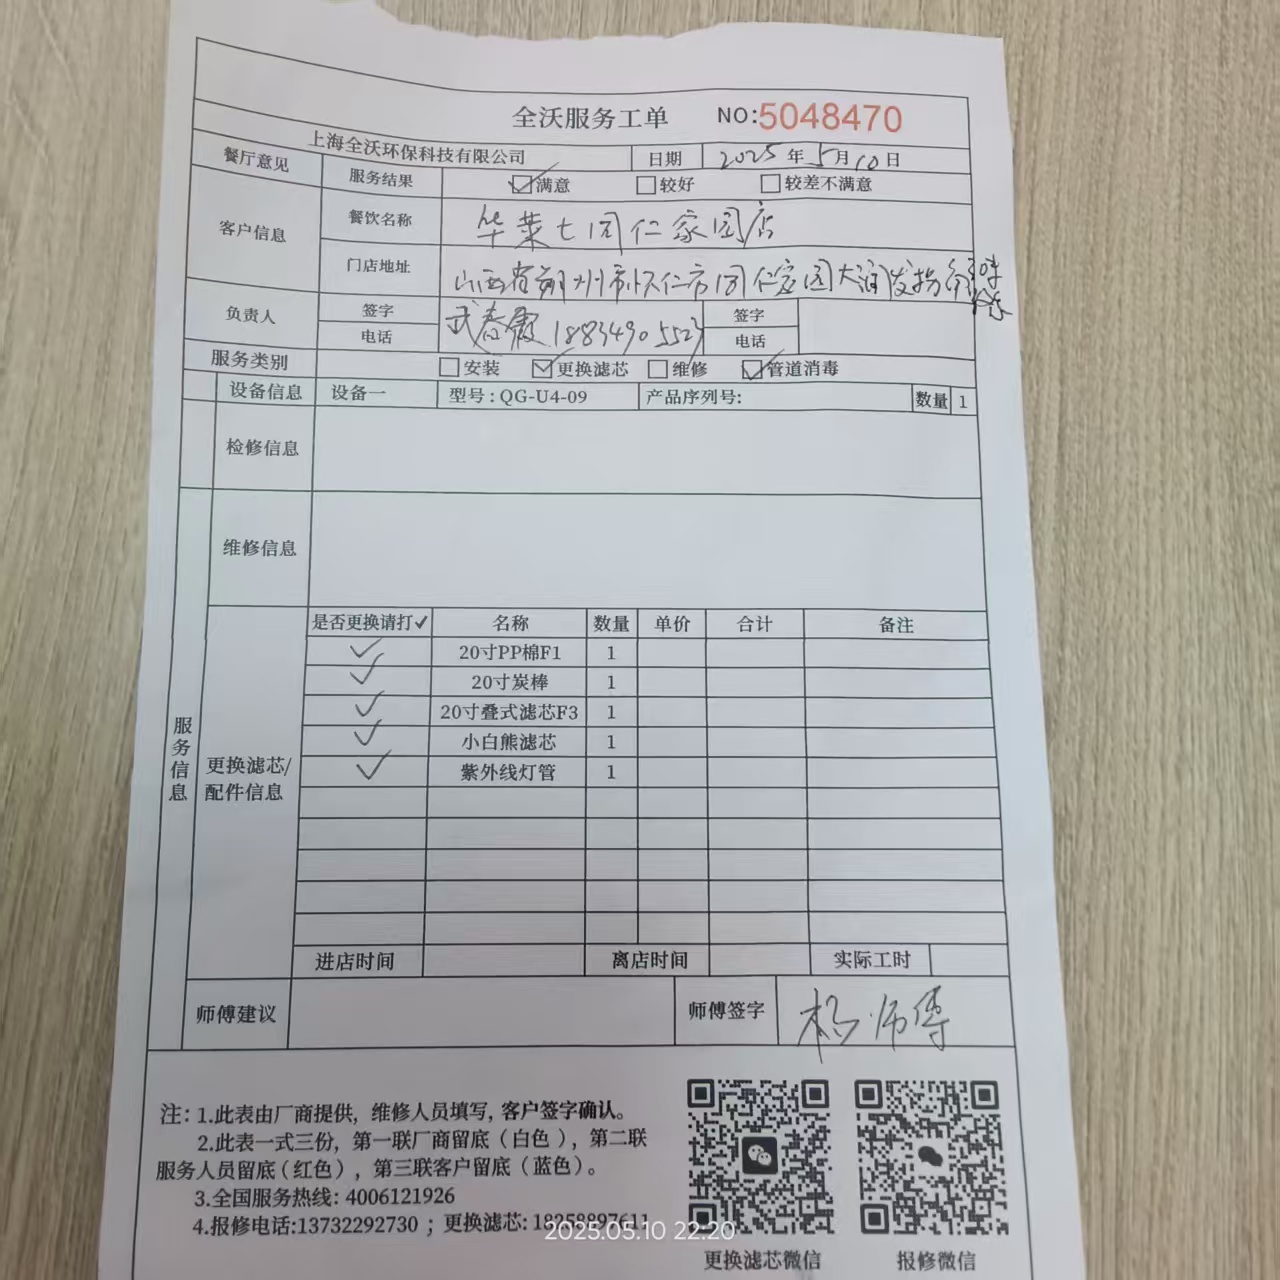 全沃服务工单 NO:5048470
上海全沃环保科技有限公司 日期 2025年5月10日
餐厅意见 服务结果 满意 较好 较差不满意
客户信息 餐饮名称 华莱士同仁家园店
门店地址 山西省朔州市怀仁市同仁家园大润发
负责人 签字 武春霞 签字
电话 18834905523 电话
服务类别 安装 更换滤芯 维修 管道消毒
设备信息 设备一 型号:QG-U4-09 产品序列号: 数量 1
检修信息
维修信息
服务信息
更换滤芯/配件信息
是否更换请打✓ 名称 数量 单价 合计 备注
✓ 20寸PP棉F1 1
✓ 20寸炭棒 1
✓ 20寸叠式滤芯F3 1
✓ 小白熊滤芯 1
✓ 紫外线灯管 1
进店时间 离店时间 实际工时
师傅建议 师傅签字 杨师傅
注:1.此表由厂商提供,维修人员填写,客户签字确认。
2.此表一式三份,第一联厂商留底(白色),第二联
服务人员留底(红色),第三联客户留底(蓝色)。
3.全国服务热线:4006121926
4.报修电话:13732292730;更换滤芯:18258897611
2025.05.10 22:20
更换滤芯微信 报修微信